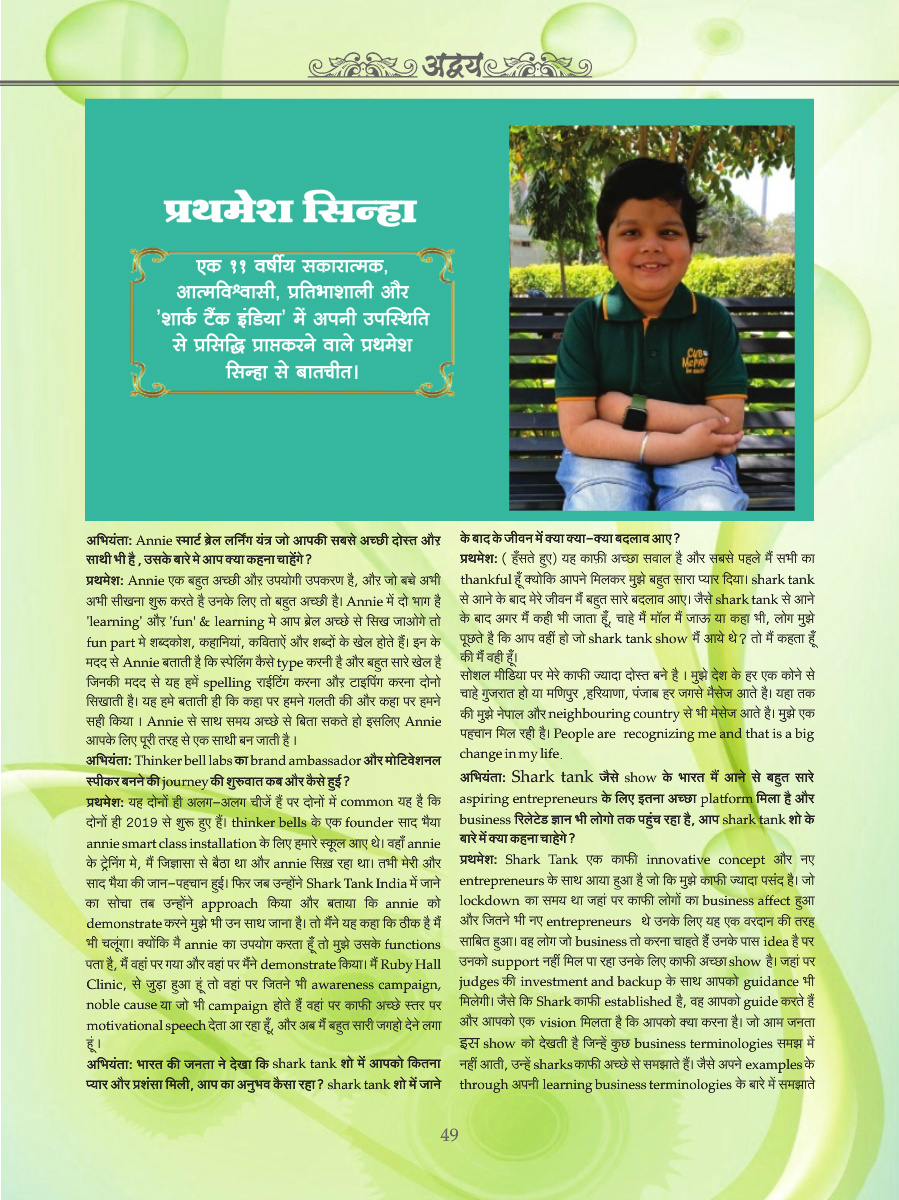 अद्वय
प्रथमेश सिन्हा
एक ११ वर्षीय सकारात्मक,
आत्मविश्वासी, प्रतिभाशाली और
'शार्क टैंक इंडिया' में अपनी उपस्थिति
से प्रसिद्धि प्राप्तकरने वाले प्रथमेश
सिन्हा से बातचीत।
CUB
McPAWS
अभियंता: Annie स्मार्ट ब्रेल लर्निंग यंत्र जो आपकी सबसे अच्छी दोस्त और
साथी भी है , उसके बारे मे आप क्या कहना चाहेंगे ?
प्रथमेश: Annie एक बहुत अच्छी और उपयोगी उपकरण है, और जो बचे अभी
अभी सीखना शुरू करते है उनके लिए तो बहुत अच्छी है। Annie में दो भाग है
'learning' और 'fun' & learning मे आप ब्रेल अच्छे से सिख जाओगे तो
fun part मे शब्दकोश, कहानियां, कविताऐं और शब्दों के खेल होते हैं। इन के
मदद से Annie बताती है कि स्पेलिंग कैसे type करनी है और बहुत सारे खेल है
जिनकी मदद से यह हमें spelling राईटिंग करना और टाइपिंग करना दोनो
सिखाती है। यह हमे बताती ही कि कहा पर हमने गलती की और कहा पर हमने
सही किया । Annie से साथ समय अच्छे से बिता सकते हो इसलिए Annie
आपके लिए पूरी तरह से एक साथी बन जाती है ।
अभियंता: Thinker bell labs का brand ambassador और मोटिवेशनल
स्पीकर बनने की journey की शुरुवात कब और कैसे हुई ?
प्रथमेश: यह दोनों ही अलग-अलग चीजें हैं पर दोनों में common यह है कि
दोनों ही 2019 से शुरू हुए हैं। thinker bells के एक founder साद भैया
annie smart class installation के लिए हमारे स्कूल आए थे। वहाँ annie
के ट्रेनिंग मे, मैं जिज्ञासा से बैठा था और annie सिख रहा था। तभी मेरी और
साद भैया की जान-पहचान हुई। फिर जब उन्होंने Shark Tank India में जाने
का सोचा तब उन्होंने approach किया और बताया कि annie को
demonstrate करने मुझे भी उन साथ जाना है। तो मैंने यह कहा कि ठीक है मैं
भी चलूंगा। क्योंकि मै annie का उपयोग करता हूँ तो मुझे उसके functions
पता है, मैं वहां पर गया और वहां पर मैंने demonstrate किया। मैं Ruby Hall
Clinic, से जुड़ा हुआ हूं तो वहां पर जितने भी awareness campaign,
noble cause या जो भी campaign होते हैं वहां पर काफी अच्छे स्तर पर
motivational speech देता आ रहा हूँ, और अब मैं बहुत सारी जगहो देने लगा
हूं ।
अभियंता: भारत की जनता ने देखा कि shark tank शो में आपको कितना
प्यार और प्रशंसा मिली, आप का अनुभव कैसा रहा ? shark tank शो में जाने
के बाद के जीवन में क्या क्या-क्या बदलाव आए ?
प्रथमेश: ( हँसते हुए) यह काफ़ी अच्छा सवाल है और सबसे पहले मैं सभी का
thankful हूँ क्योकि आपने मिलकर मुझे बहुत सारा प्यार दिया। shark tank
से आने के बाद मेरे जीवन मैं बहुत सारे बदलाव आए। जैसे shark tank से आने
के बाद अगर मैं कही भी जाता हूँ, चाहे मैं मॉल मैं जाऊ या कहा भी, लोग मुझे
पूछते है कि आप वहीं हो जो shark tank show मैं आये थे ? तो मैं कहता हूँ
की मैं वही हूँ।
सोशल मीडिया पर मेरे काफी ज्यादा दोस्त बने है । मुझे देश के हर एक कोने से
चाहे गुजरात हो या मणिपुर ,हरियाणा, पंजाब हर जगसे मैसेज आते है। यहा तक
की मुझे नेपाल और neighbouring country से भी मेसेज आते है। मुझे एक
पहचान मिल रही है। People are recognizing me and that is a big
change in my life.
अभियंता: Shark tank जैसे show के भारत मैं आने से बहुत सारे
aspiring entrepreneurs के लिए इतना अच्छा platform मिला है और
business रिलेटेड ज्ञान भी लोगो तक पहुंच रहा है, आप shark tank शो के
बारे में क्या कहना चाहेगे ?
प्रथमेश: Shark Tank एक काफी innovative concept और नए
entrepreneurs के साथ आया हुआ है जो कि मुझे काफी ज्यादा पसंद है। जो
lockdown का समय था जहां पर काफी लोगों का business affect हुआ
और जितने भी नए entrepreneurs थे उनके लिए यह एक वरदान की तरह
साबित हुआ। वह लोग जो business तो करना चाहते हैं उनके पास idea है पर
उनको support नहीं मिल पा रहा उनके लिए काफी अच्छा show है। जहां पर
judges की investment and backup के साथ आपको guidance भी
मिलेगी। जैसे कि Shark काफी established है, वह आपको guide करते हैं
और आपको एक vision मिलता है कि आपको क्या करना है। जो आम जनता
इस show को देखती है जिन्हें कुछ business terminologies समझ में
नहीं आती, उन्हें sharks काफी अच्छे से समझाते हैं। जैसे अपने examples के
through अपनी learning business terminologies के बारे में समझाते
49